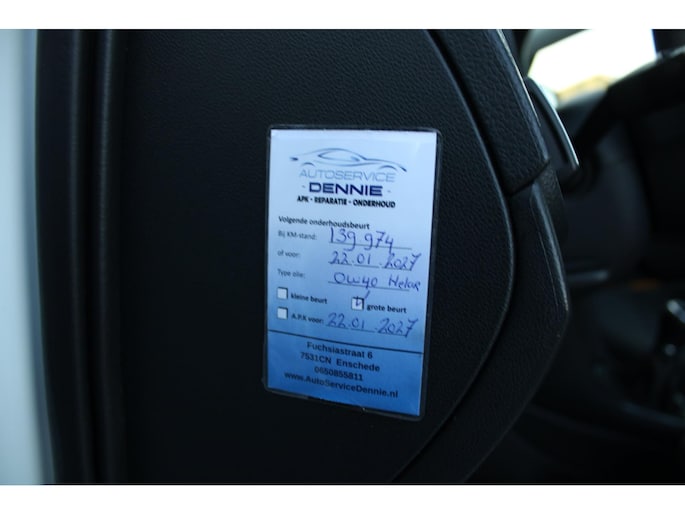 AUTOSERVICE
- DENNIE -
APK - REPARATIE - ONDERHOUD
Volgende onderhoudsbeurt
Bij KM-stand: 139 974
of voor: 22.01.2027
Type olie: 0W40 Helax
kleine beurt grote beurt
A.P.K voor: 22.01.2027
Fuchsiastraat 6
7531CN Enschede
0650855811
www.AutoServiceDennie.nl